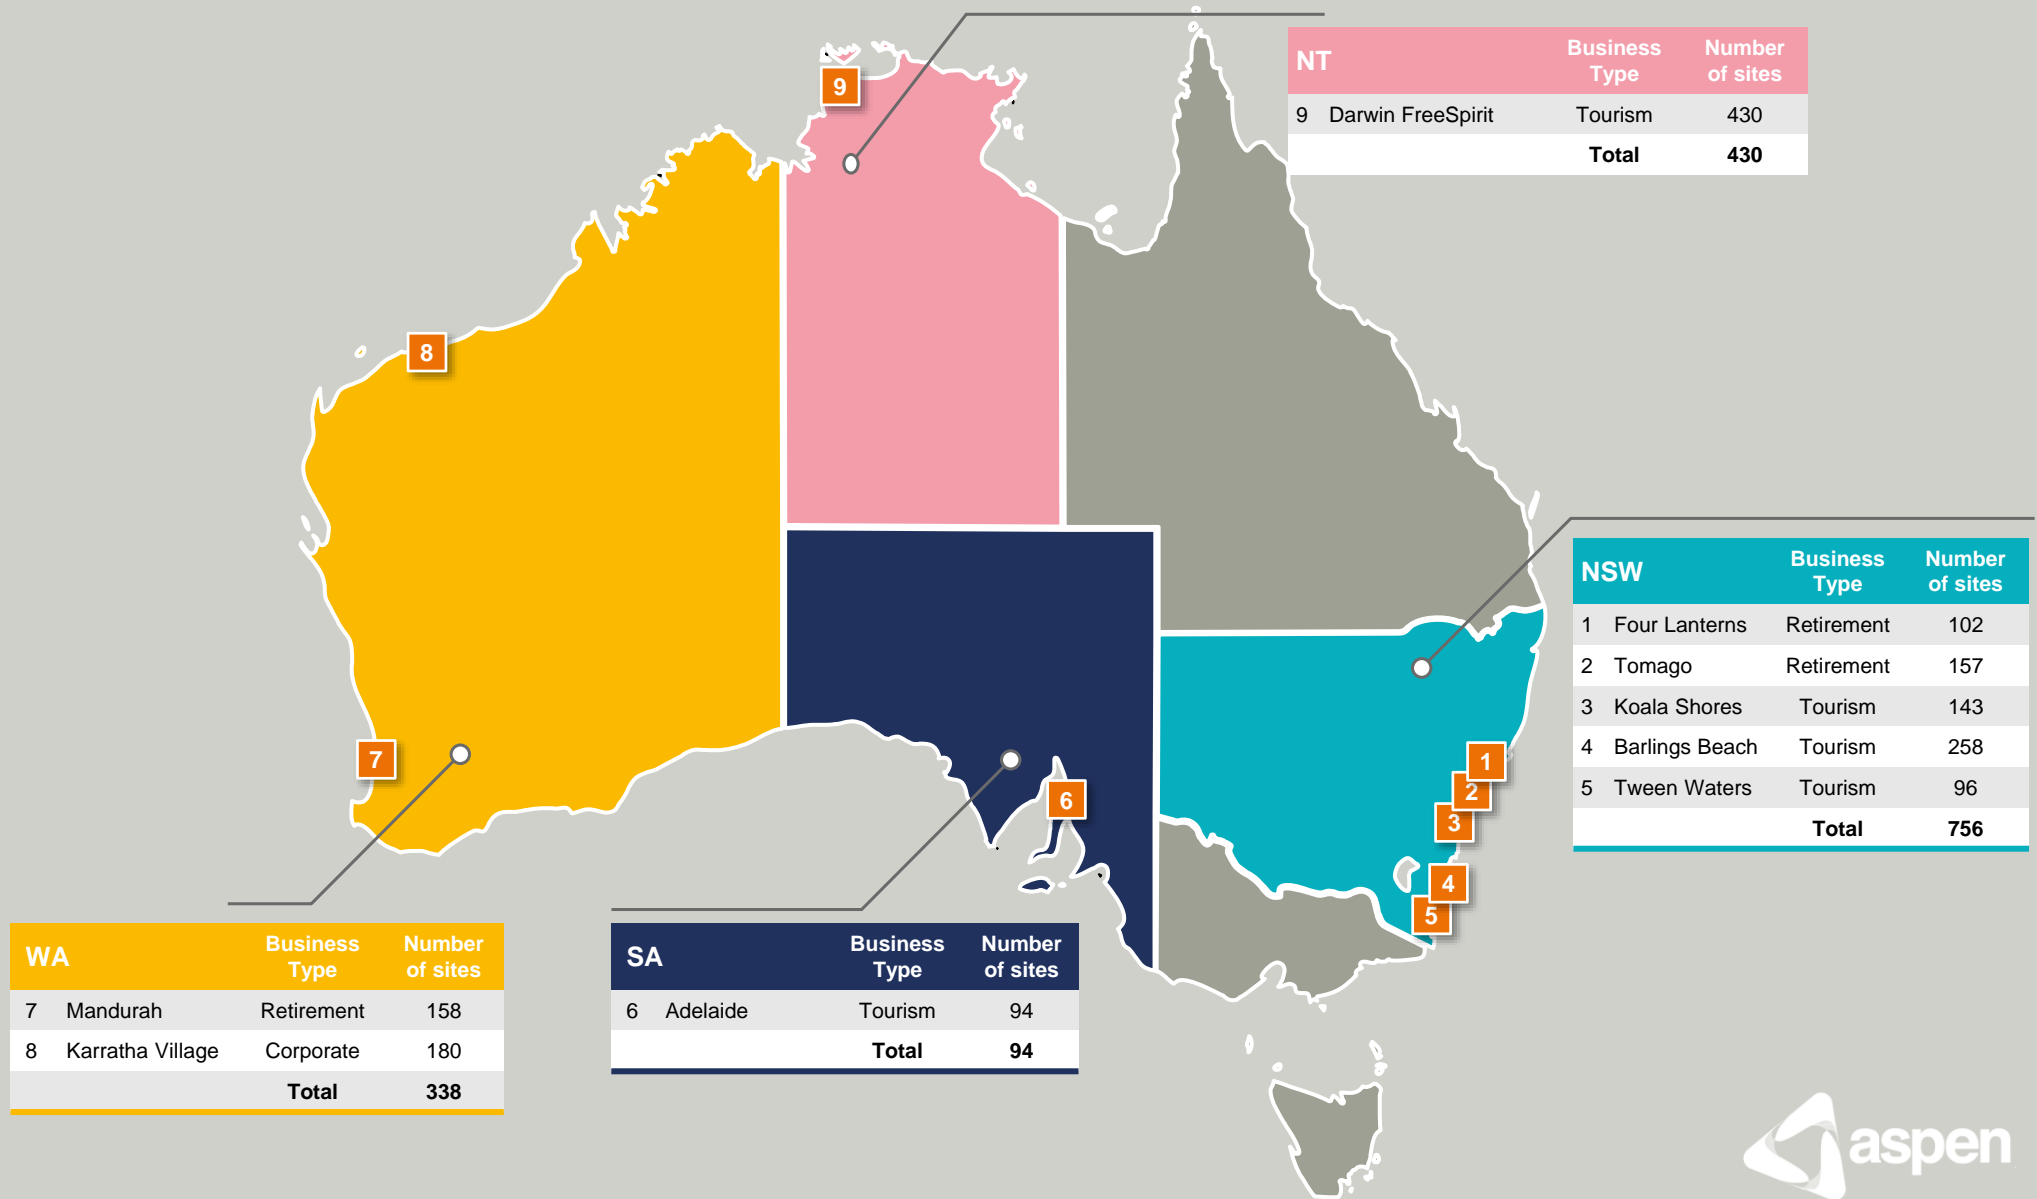 NT Business Type Number of sites
9 Darwin FreeSpirit Tourism 430
Total 430
9
8
7
6
1
2
3
4
5
NSW Business Type Number of sites
1 Four Lanterns Retirement 102
2 Tomago Retirement 157
3 Koala Shores Tourism 143
4 Barlings Beach Tourism 258
5 Tween Waters Tourism 96
Total 756
WA Business Type Number of sites
7 Mandurah Retirement 158
8 Karratha Village Corporate 180
Total 338
SA Business Type Number of sites
6 Adelaide Tourism 94
Total 94
aspen